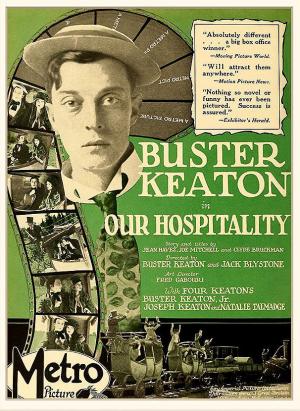 "Absolutely different
a big box office
winner."
—Moving Picture World.
"Will attract them
anywhere."
—Motion Picture News.
"Nothing so novel or
funny has ever been
pictured. Success is
assured."
—Exhibitor's Herald.
A METRO PICTURE
BUSTER
KEATON
in
OUR HOSPITALITY
Story and titles by
JEAN HAVEZ, JOE MITCHELL and CLYDE BRUCKMAN
Directed by
BUSTER KEATON and JACK BLYSTONE
Art Director
FRED GABOURI
With FOUR KEATONS
BUSTER KEATON, Jr.
JOSEPH KEATON and NATALIE TALMADGE
Metro
Picture